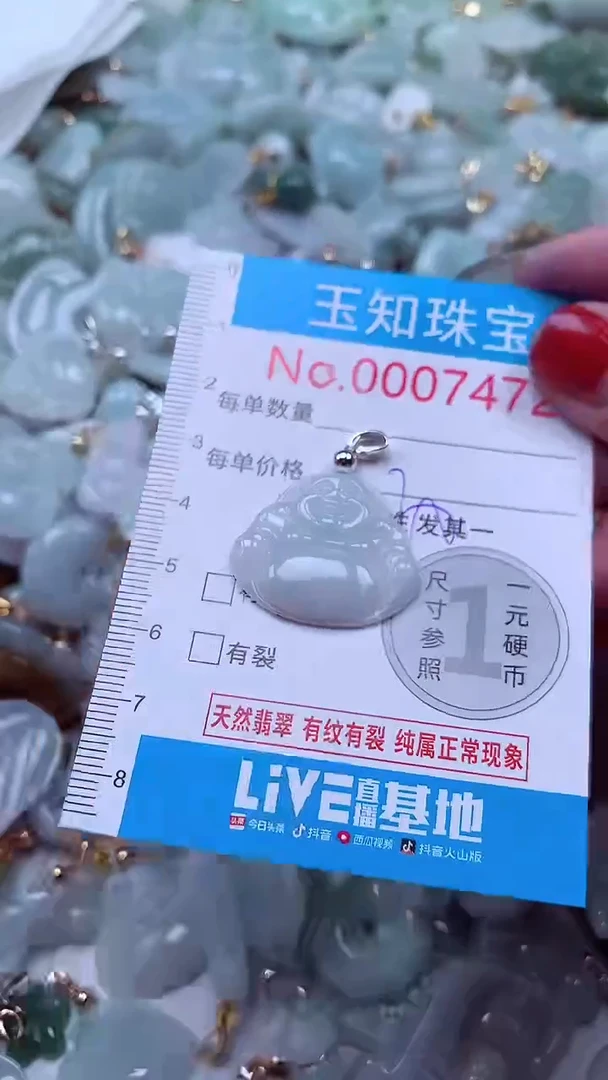 玉知珠宝
No.000747
每单数量
每单价格
发某一
有裂
尺寸参照
1
一元硬币
天然翡翠 有纹有裂 纯属正常现象
LiVE直播基地
今日头条 抖音 西瓜视频 抖音火山版
2
3
4
5
6
7
8